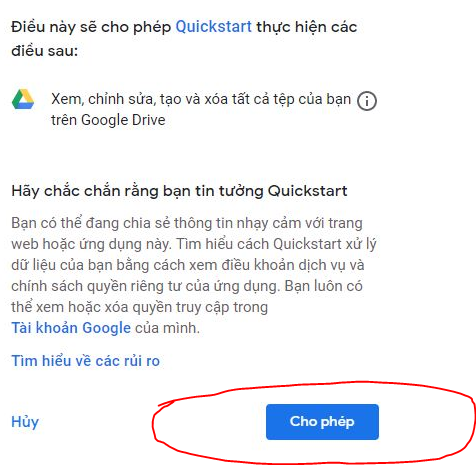 Điều này sẽ cho phép Quickstart thực hiện các
điều sau:
Xem, chỉnh sửa, tạo và xóa tất cả tệp của bạn
trên Google Drive
Hãy chắc chắn rằng bạn tin tưởng Quickstart
Bạn có thể đang chia sẻ thông tin nhạy cảm với trang
web hoặc ứng dụng này. Tìm hiểu cách Quickstart xử lý
dữ liệu của bạn bằng cách xem điều khoản dịch vụ và
chính sách quyền riêng tư của ứng dụng. Bạn luôn có
thể xem hoặc xóa quyền truy cập trong
Tài khoản Google của mình.
Tìm hiểu về các rủi ro
Hủy
Cho phép